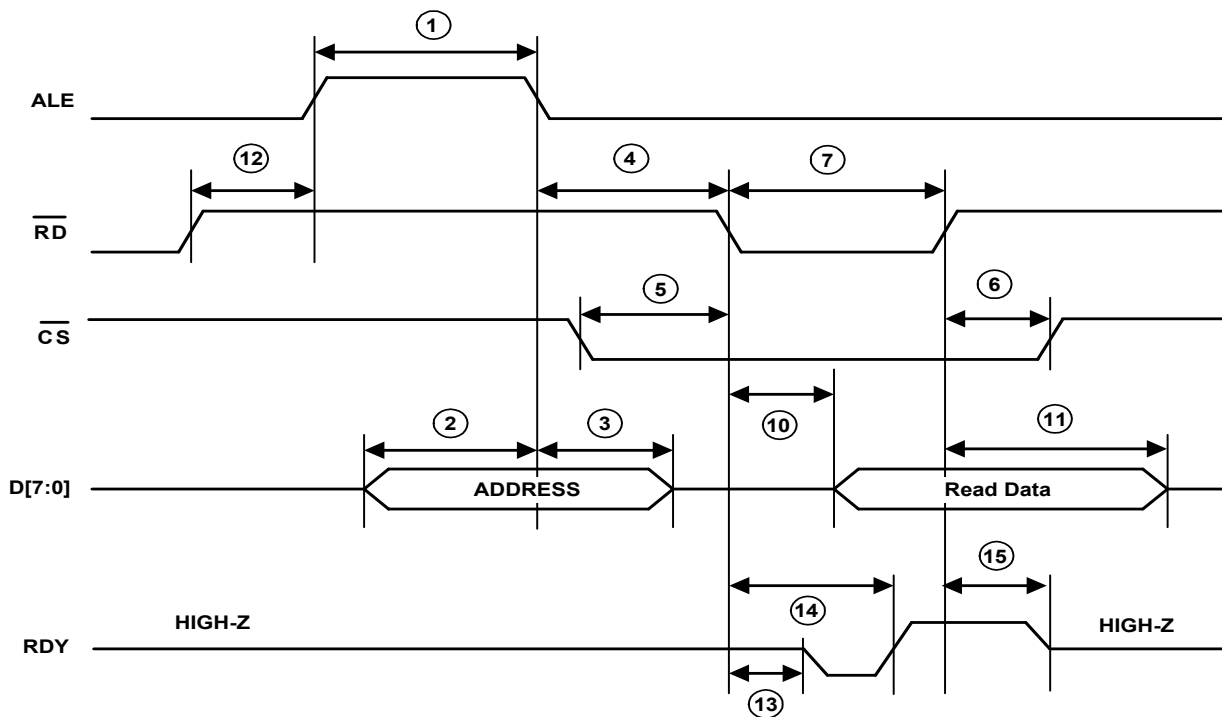 1
ALE
12
4
7
RD
5
6
CS
2
3
10
11
D[7:0]
ADDRESS
Read Data
15
14
HIGH-Z
HIGH-Z
RDY
13